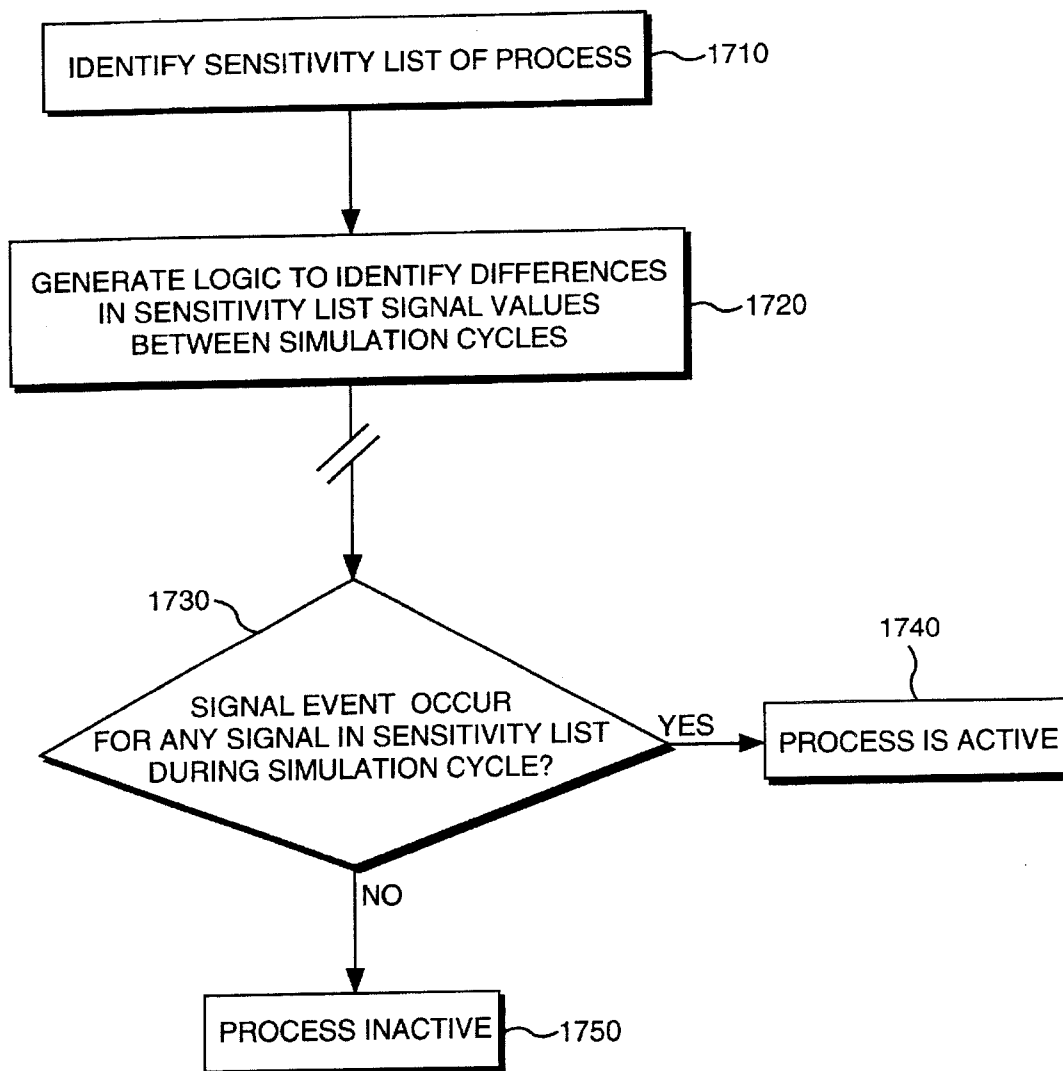 IDENTIFY SENSITIVITY LIST OF PROCESS
1710
GENERATE LOGIC TO IDENTIFY DIFFERENCES
IN SENSITIVITY LIST SIGNAL VALUES
BETWEEN SIMULATION CYCLES
1720
1730
SIGNAL EVENT OCCUR
FOR ANY SIGNAL IN SENSITIVITY LIST
DURING SIMULATION CYCLE?
YES
1740
PROCESS IS ACTIVE
NO
PROCESS INACTIVE
1750